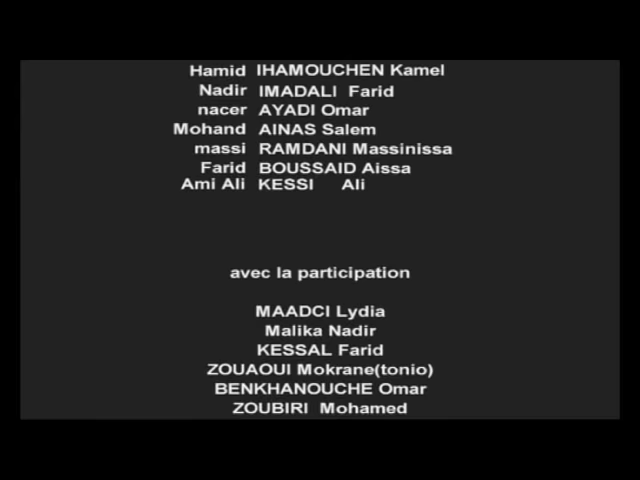 Hamid IHAMOUCHEN Kamel
Nadir IMADALI Farid
nacer AYADI Omar
Mohand AINAS Salem
massi RAMDANI Massinissa
Farid BOUSSAID Aissa
Ami Ali KESSI Ali
avec la participation
MAADCI Lydia
Malika Nadir
KESSAL Farid
ZOUAOUI Mokrane(tonio)
BENKHANOUCHE Omar
ZOUBIRI Mohamed